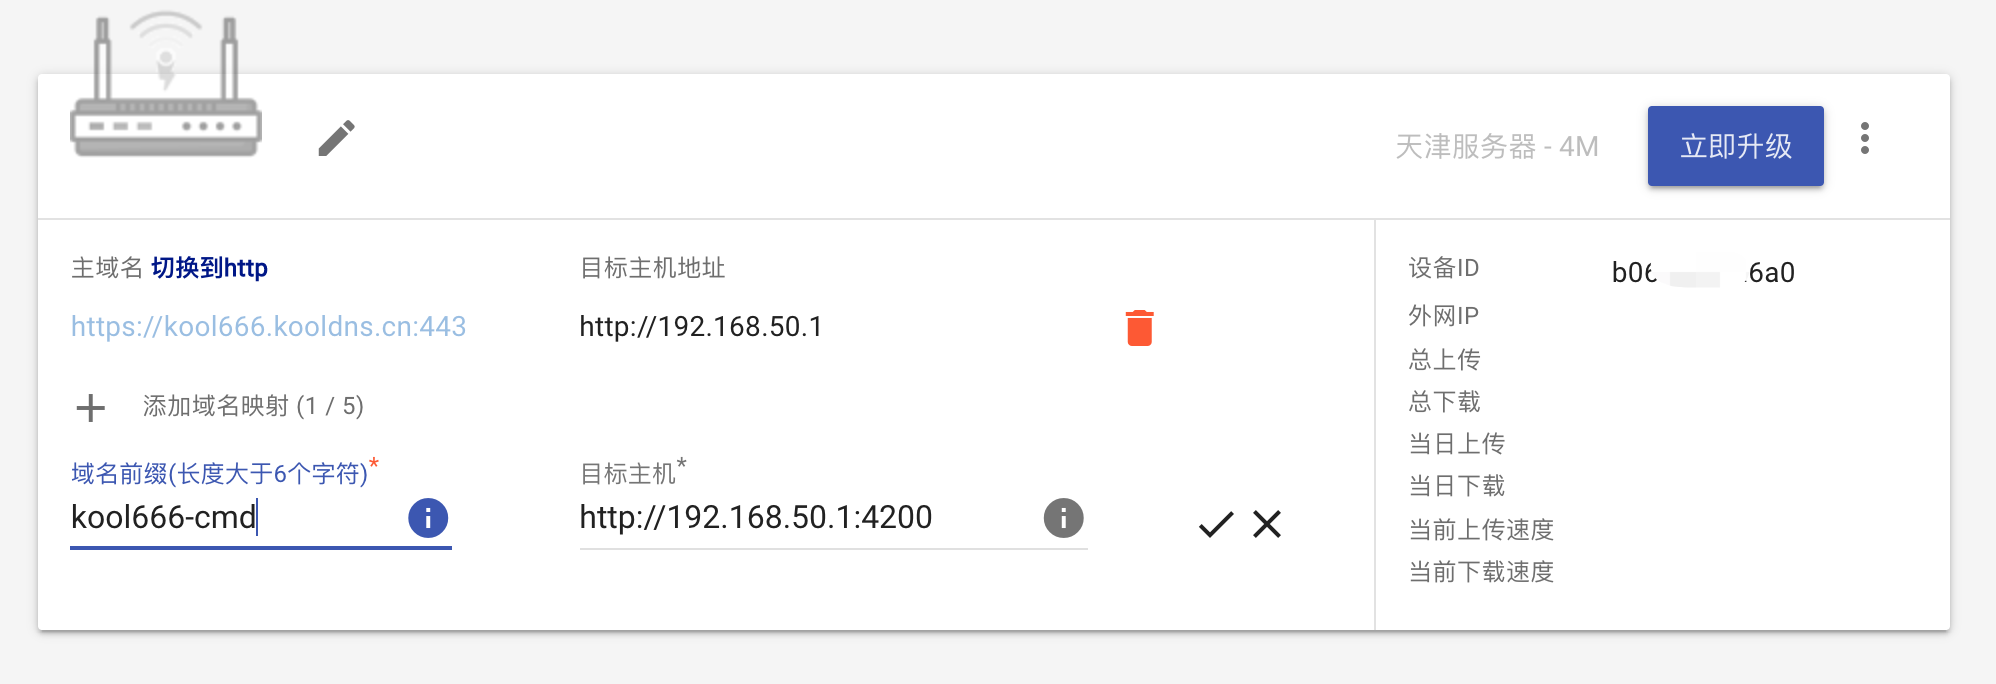 天津服务器 - 4M
立即升级
主域名 切换到http
目标主机地址
https://kool666.kooldns.cn:443
http://192.168.50.1
添加域名映射 (1 / 5)
域名前缀(长度大于6个字符)*
目标主机*
kool666-cmd
http://192.168.50.1:4200
设备ID
外网IP
总上传
总下载
当日上传
当日下载
当前上传速度
当前下载速度